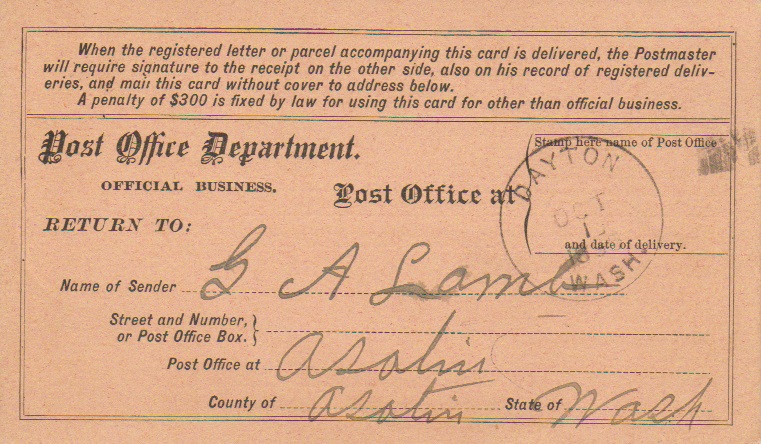 When the registered letter or parcel accompanying this card is delivered, the Postmaster
will require signature to the receipt on the other side, also on his record of registered deliv-
eries, and mail this card without cover to address below.
A penalty of $300 is fixed by law for using this card for other than official business.
Post Office Department.
OFFICIAL BUSINESS.
RETURN TO:
Post Office at
Stamp here name of Post Office
and date of delivery.
DAYTON
OCT
WASH.
Name of Sender G A Lamb
Street and Number,
or Post Office Box.
Post Office at Asotin
County of Asotin State of Wash